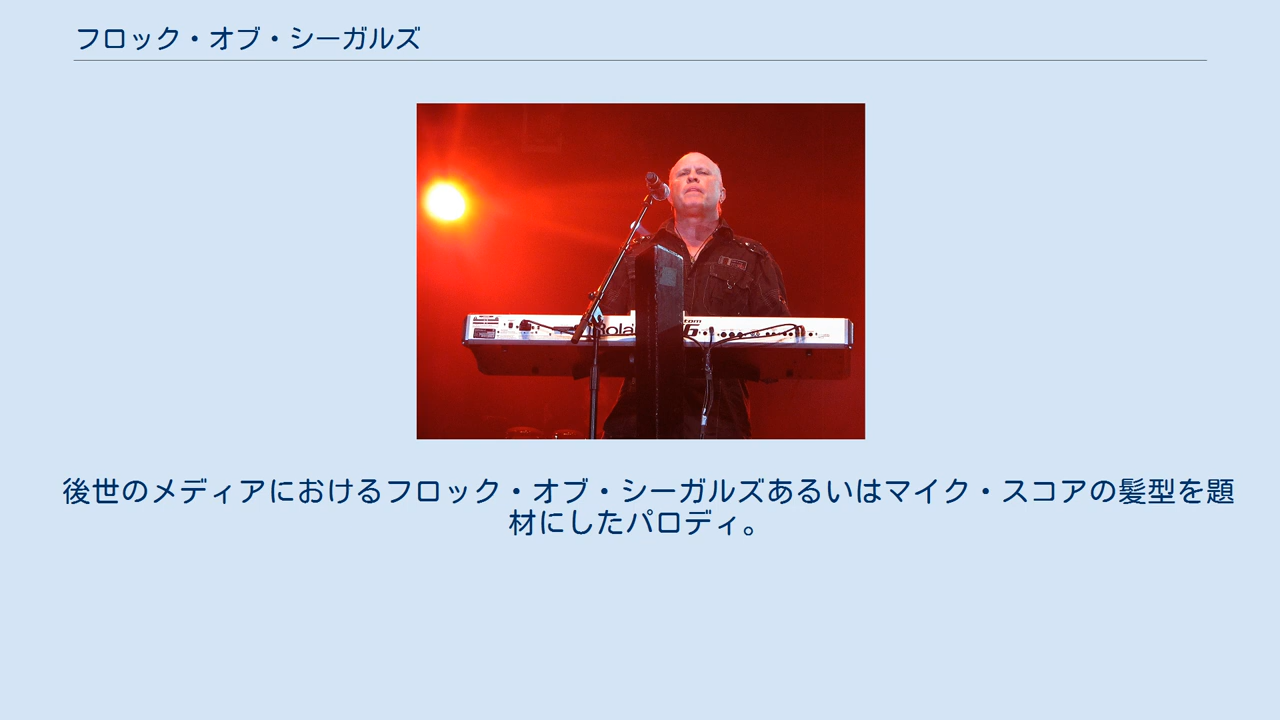 フロック・オブ・シーガルズ
後世のメディアにおけるフロック・オブ・シーガルズあるいはマイク・スコアの髪型を題
材にしたパロディ。